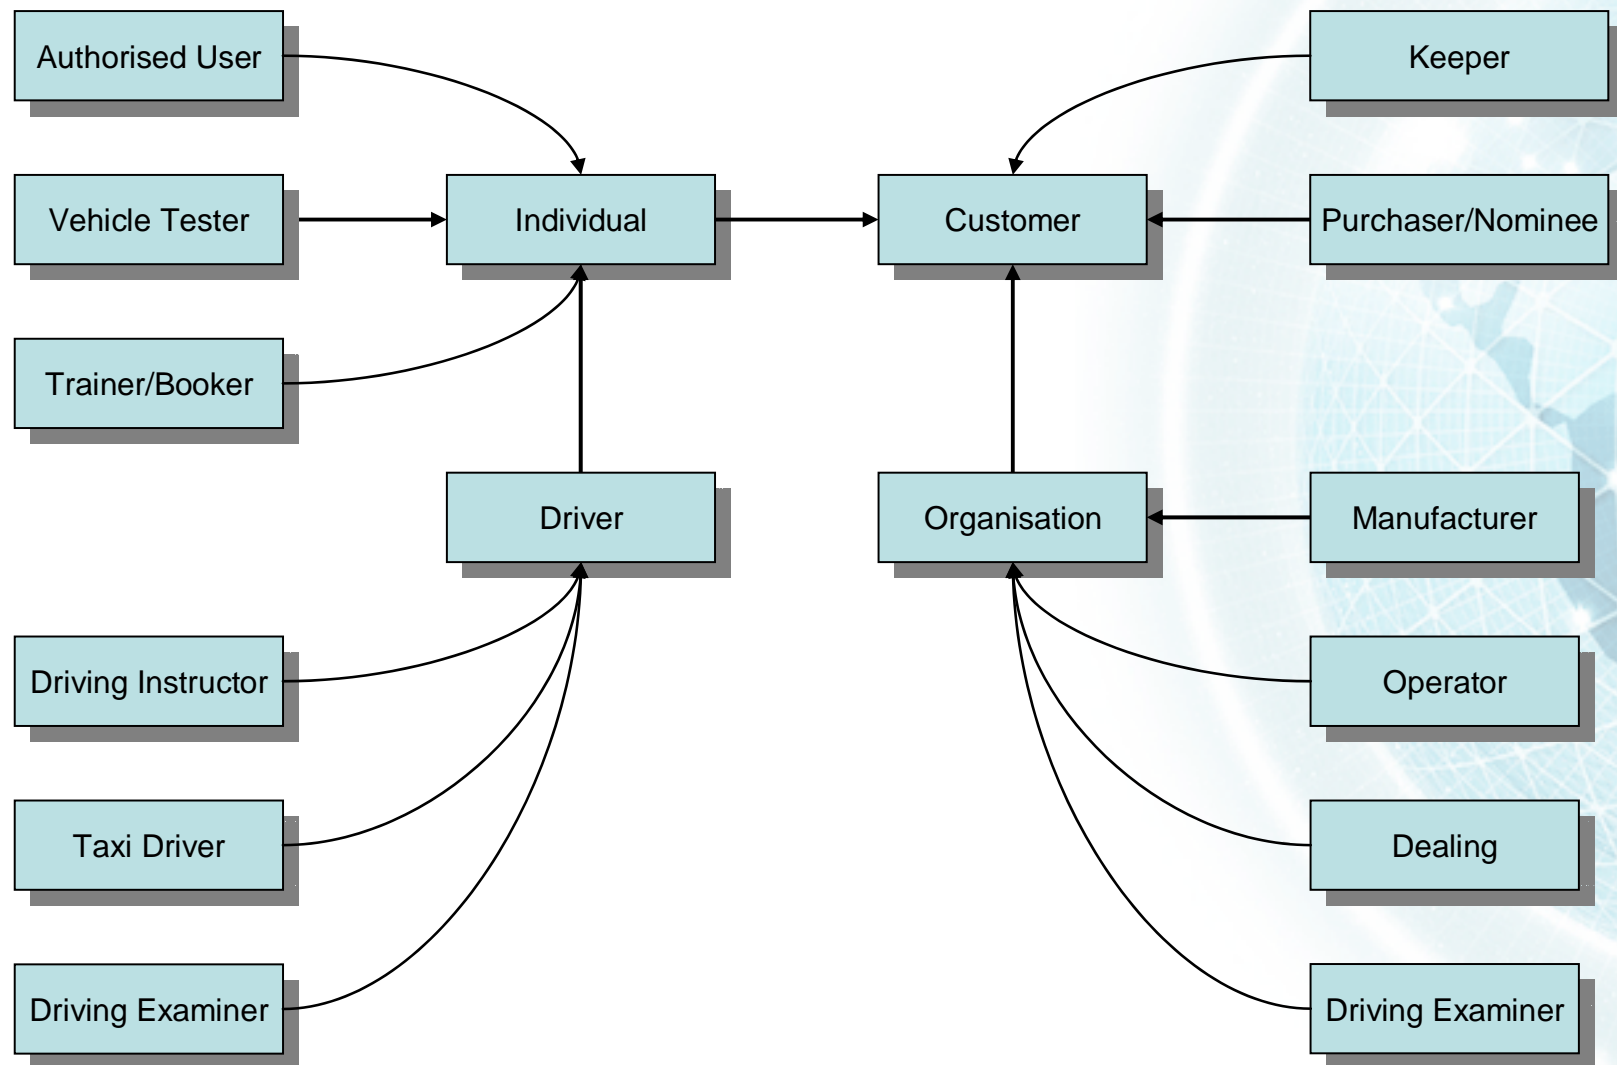 Authorised User
Keeper
Vehicle Tester
Individual
Customer
Purchaser/Nominee
Trainer/Booker
Driver
Organisation
Manufacturer
Driving Instructor
Operator
Taxi Driver
Dealing
Driving Examiner
Driving Examiner